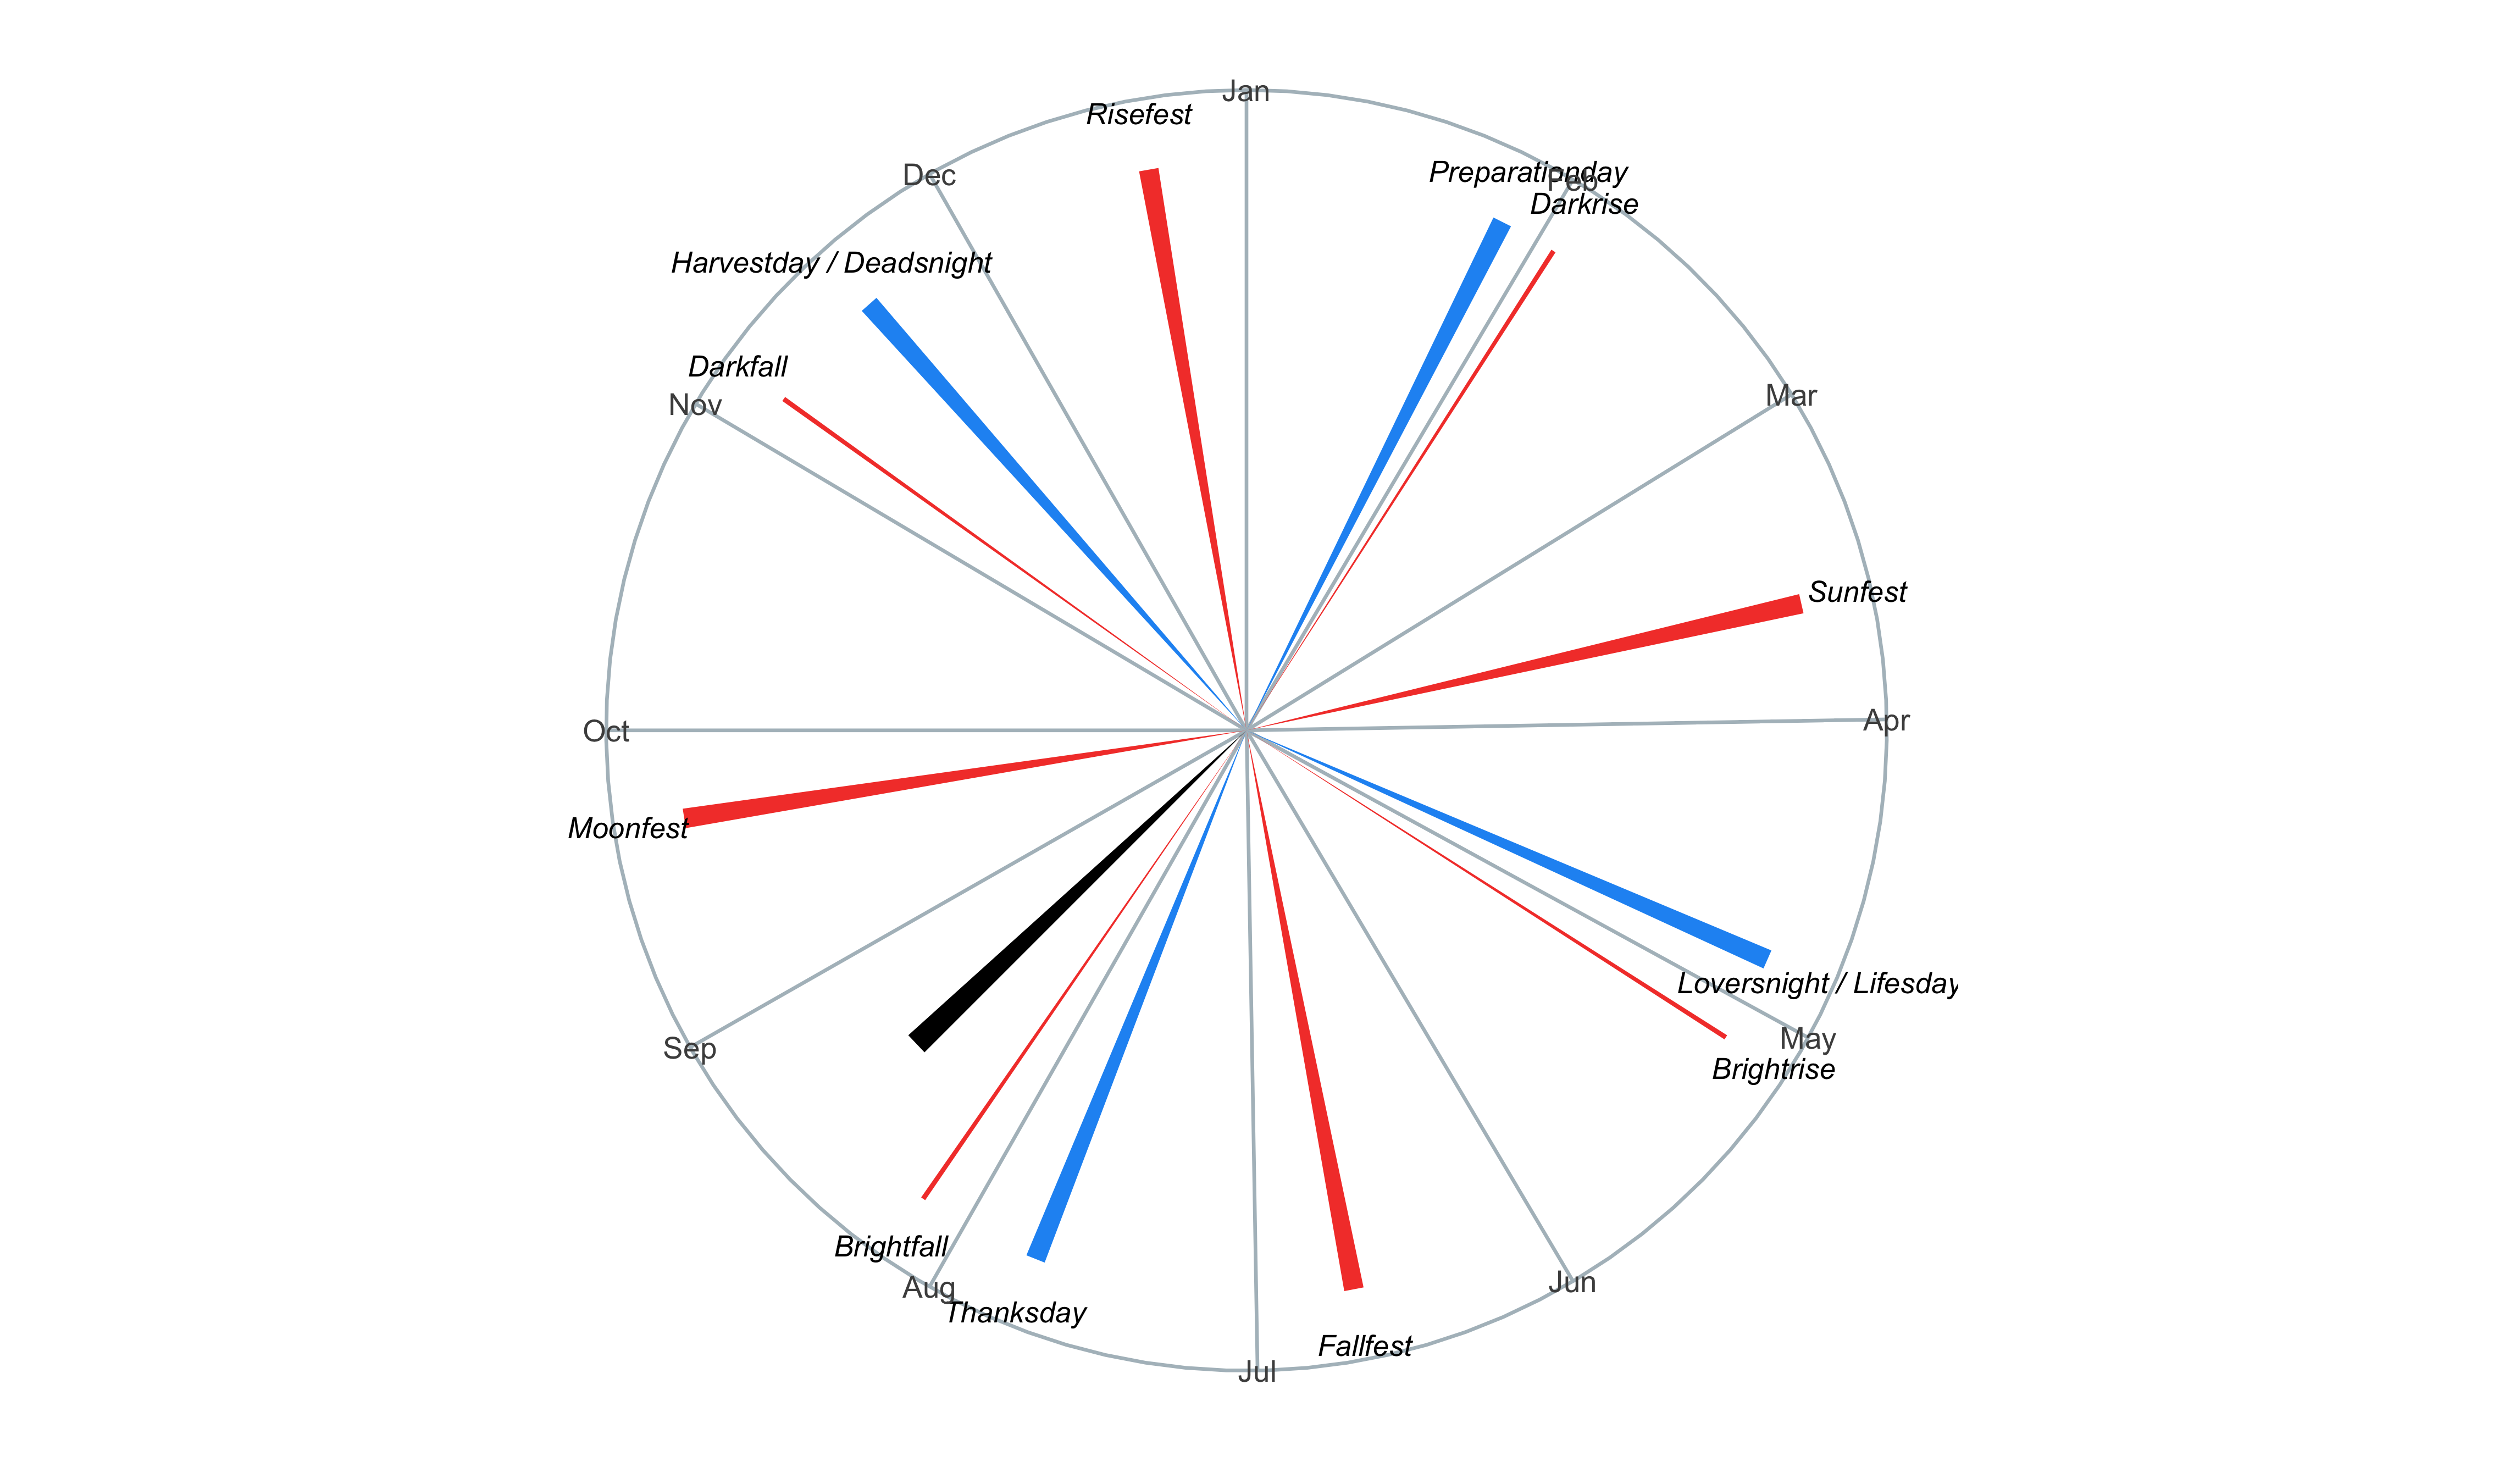 Jan
Risefest
Preparationday
Dec
Feb
Darkrise
Harvestday / Deadsnight
Darkfall
Mar
Nov
Sunfest
Apr
Oct
Moonfest
Loversnight / Lifesday
May
Sep
Brightrise
Brightfall
Jun
Aug
Thanksday
Fallfest
Jul